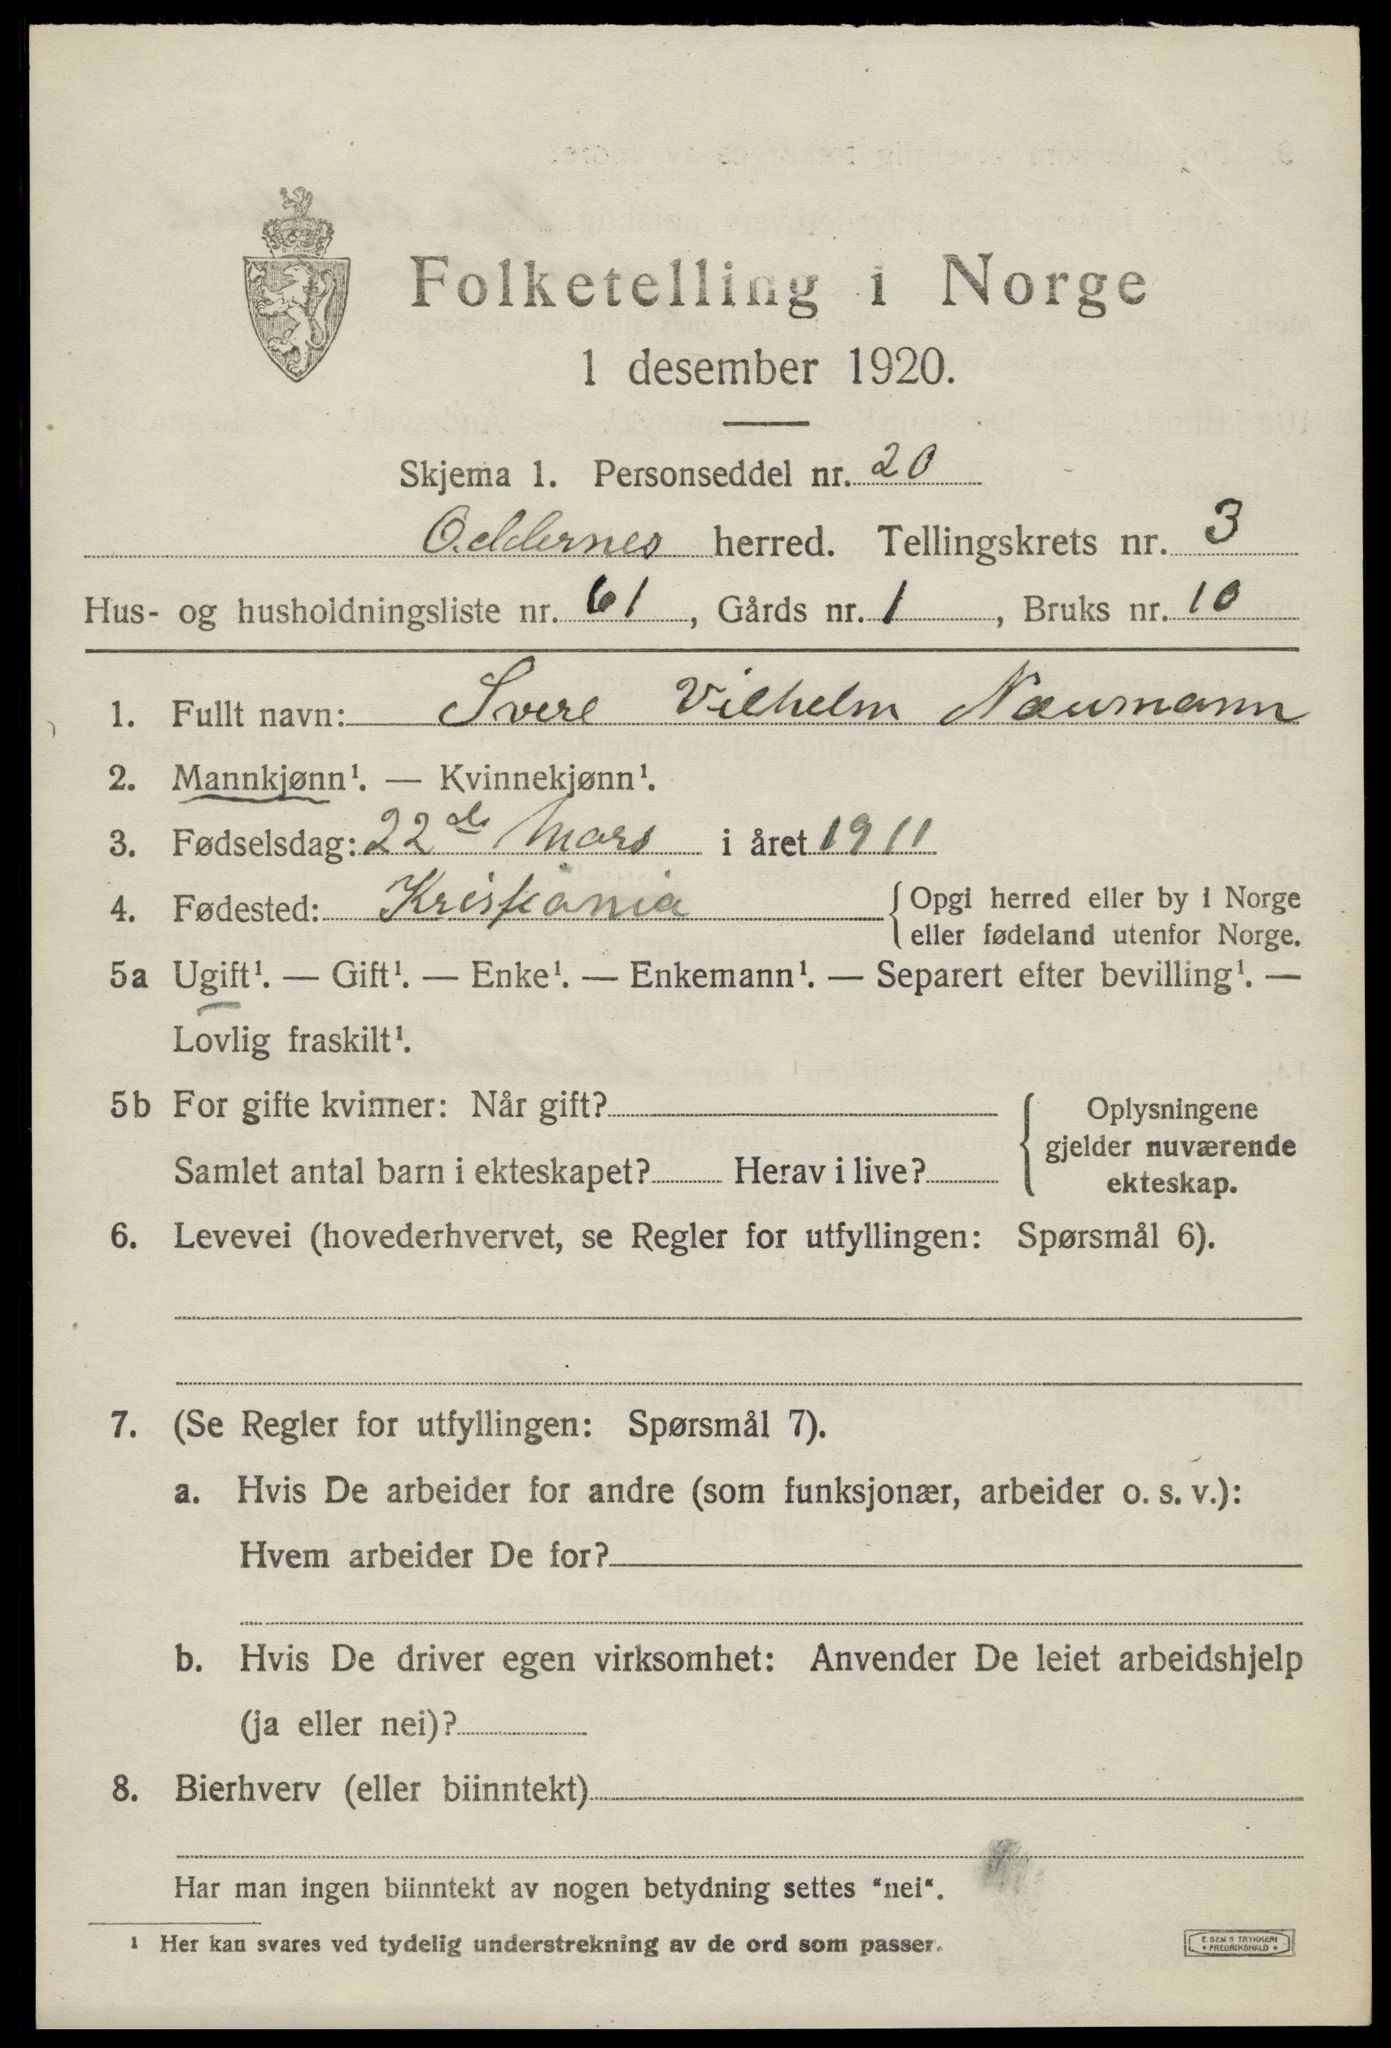 Folketelling i Norge
1 desember 1920.
Skjema 1. Personseddel nr. 20
Oddernes herred. Tellingskrets nr. 3
Hus- og husholdningsliste nr. 61, Gårds nr. 1, Bruks nr. 10
1. Fullt navn: Svere Vilhelm Naumann
2. Mannkjønn¹. — Kvinnekjønn¹.
3. Fødselsdag: 22de Mars i året 1911
4. Fødested: Kristiania { Opgi herred eller by i Norge
eller fødeland utenfor Norge.
5a Ugift¹. — Gift¹. — Enke¹. — Enkemann¹. — Separert efter bevilling¹. —
Lovlig fraskilt¹.
5b For gifte kvinner: Når gift? { Oplysningene
gjelder nuværende
Samlet antal barn i ekteskapet? Herav i live? ekteskap.
6. Levevei (hovederhvervet, se Regler for utfyllingen: Spørsmål 6).
7. (Se Regler for utfyllingen: Spørsmål 7).
a. Hvis De arbeider for andre (som funksjonær, arbeider o. s. v.):
Hvem arbeider De for?
b. Hvis De driver egen virksomhet: Anvender De leiet arbeidshjelp
(ja eller nei)?
8. Bierhverv (eller biinntekt)
Har man ingen biinntekt av nogen betydning settes "nei".
¹ Her kan svares ved tydelig understrekning av de ord som passer.
TRYKKERI
FREDRIKSHALD